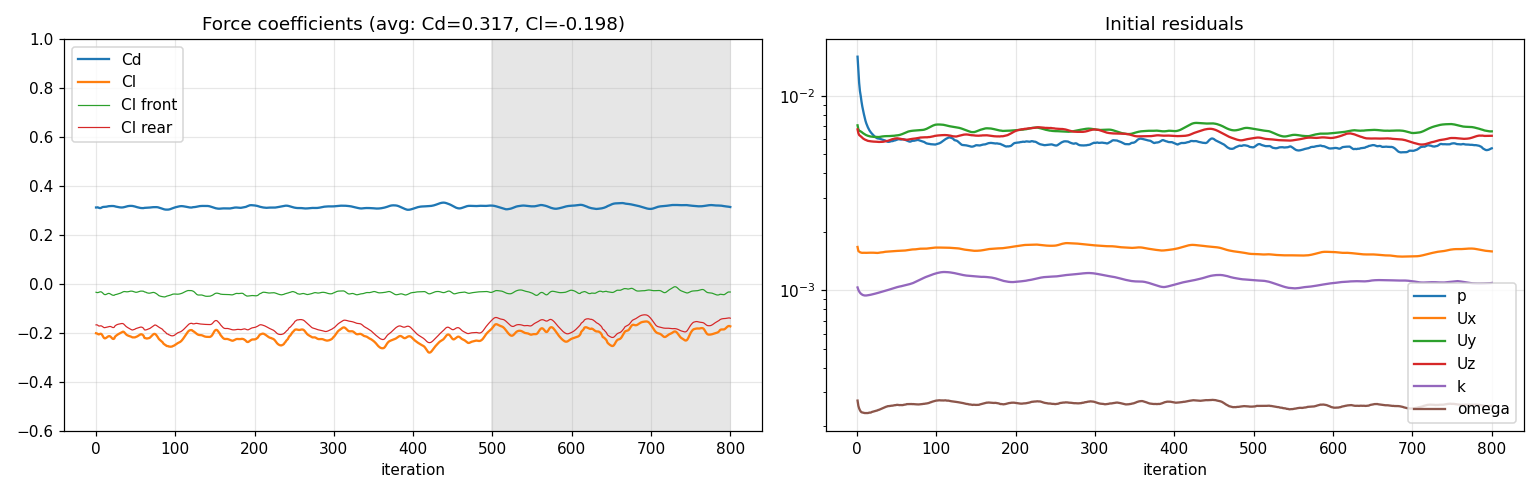 Force coefficients (avg: Cd=0.317, Cl=-0.198)
1.0
0.8
0.6
0.4
0.2
0.0
−0.2
−0.4
−0.6
Cd
Cl
Cl front
Cl rear
0 100 200 300 400 500 600 700 800
iteration
Initial residuals
10⁻²
10⁻³
p
Ux
Uy
Uz
k
omega
0 100 200 300 400 500 600 700 800
iteration